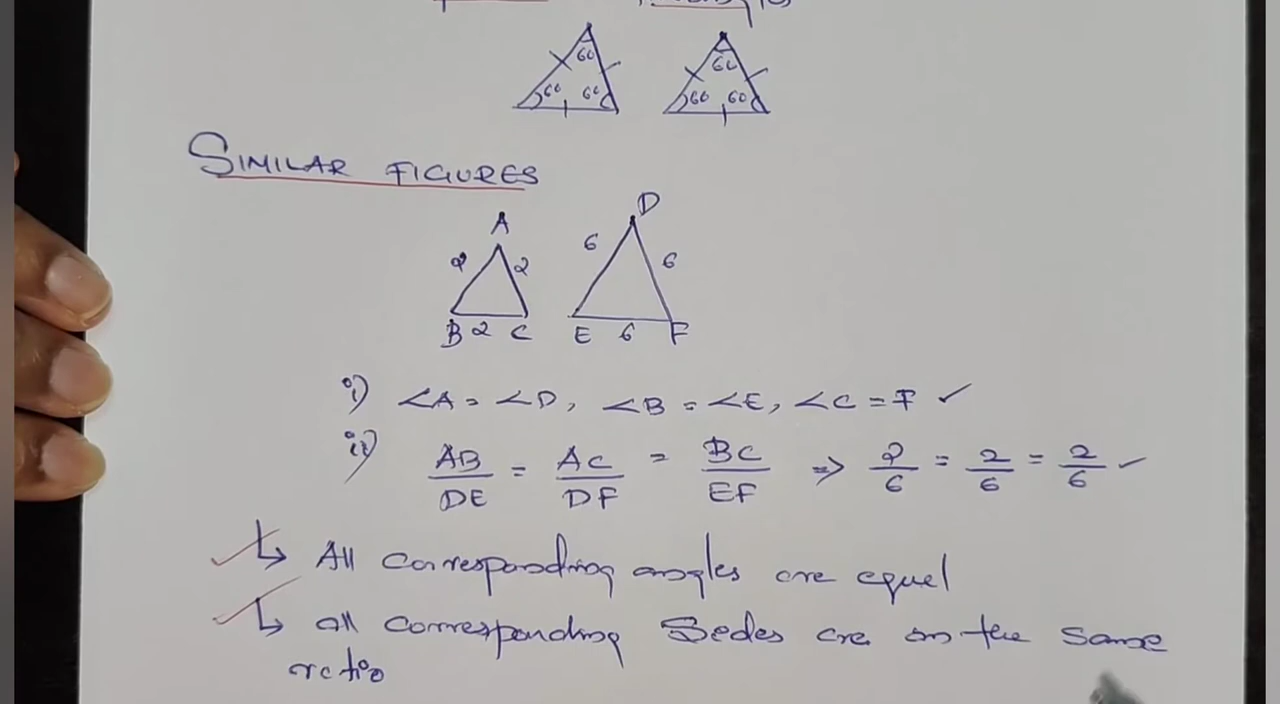 60 60
60 60 60 60
SIMILAR FIGURES
D
A
6 6
2 2
B 2 C E 6 F
i) ∠A = ∠D, ∠B = ∠E, ∠C = F ✓
ii) AB/DE = AC/DF = BC/EF ⇒ 2/6 = 2/6 = 2/6 ✓
✓ ↳ All corresponding angles are equal
✓ ↳ all corresponding Sedes are in the same
ratio